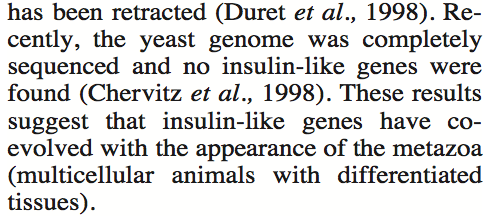 has been retracted (Duret et al., 1998). Re-
cently, the yeast genome was completely
sequenced and no insulin-like genes were
found (Chervitz et al., 1998). These results
suggest that insulin-like genes have co-
evolved with the appearance of the metazoa
(multicellular animals with differentiated
tissues).